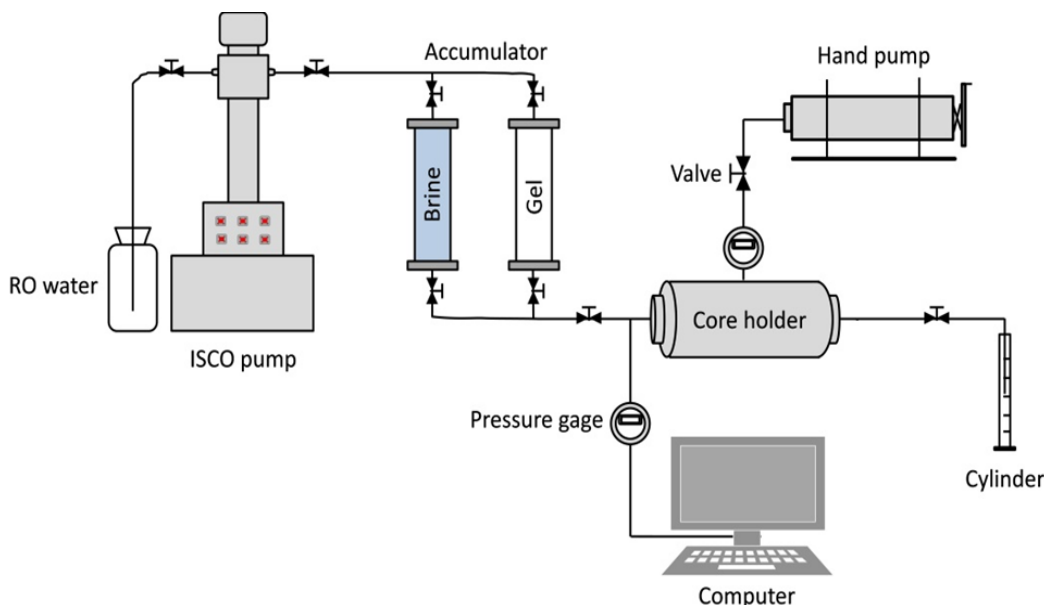 Accumulator
Hand pump
Valve
Brine
Gel
RO water
Core holder
ISCO pump
Pressure gage
Cylinder
Computer